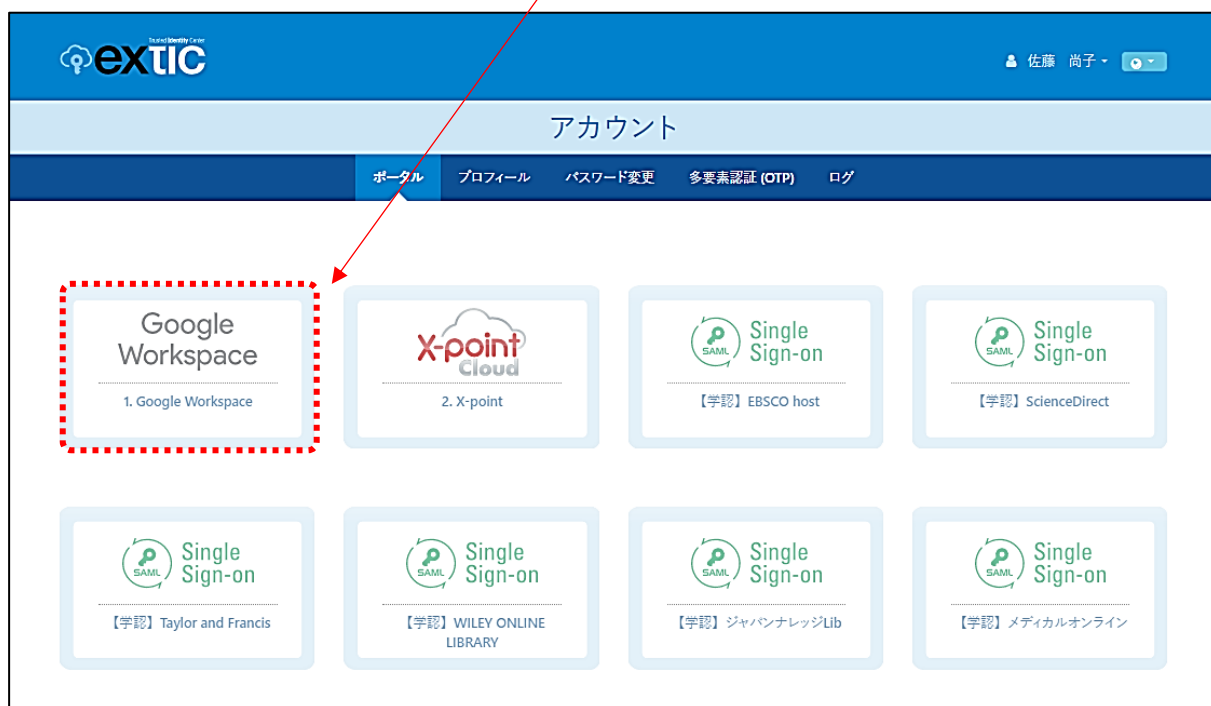 Trusted Identity Center
extic
佐藤 尚子
アカウント
ポータル プロフィール パスワード変更 多要素認証 (OTP) ログ
Google
Workspace
1. Google Workspace
X-point
Cloud
2. X-point
SAML
Single
Sign-on
【学認】EBSCO host
SAML
Single
Sign-on
【学認】ScienceDirect
SAML
Single
Sign-on
【学認】Taylor and Francis
SAML
Single
Sign-on
【学認】WILEY ONLINE
LIBRARY
SAML
Single
Sign-on
【学認】ジャパンナレッジLib
SAML
Single
Sign-on
【学認】メディカルオンライン